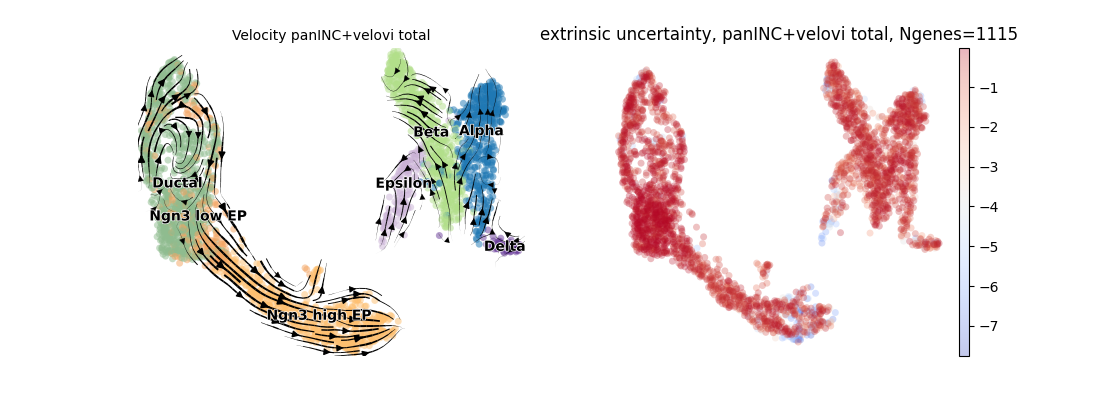 Velocity panINC+velovi total
extrinsic uncertainty, panINC+velovi total, Ngenes=1115
Beta
Alpha
Ductal
Epsilon
Ngn3 low EP
Delta
Ngn3 high EP
−1
−2
−3
−4
−5
−6
−7